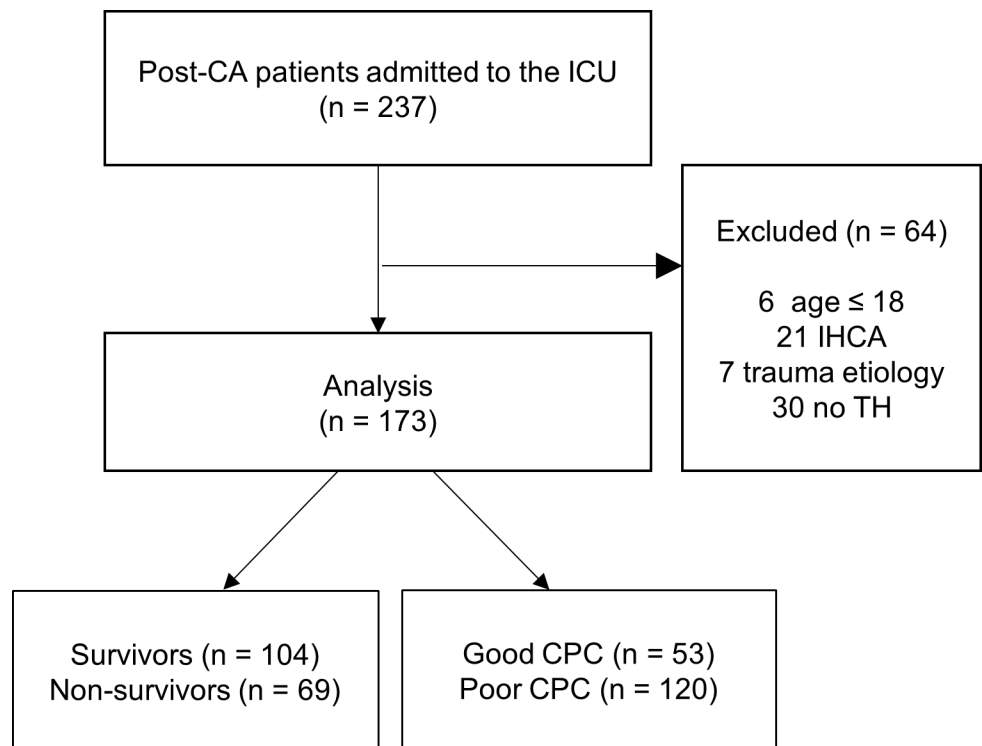 Post-CA patients admitted to the ICU
(n = 237)
Excluded (n = 64)
6  age ≤ 18
21 IHCA
7 trauma etiology
30 no TH
Analysis
(n = 173)
Survivors (n = 104)
Non-survivors (n = 69)
Good CPC (n = 53)
Poor CPC (n = 120)